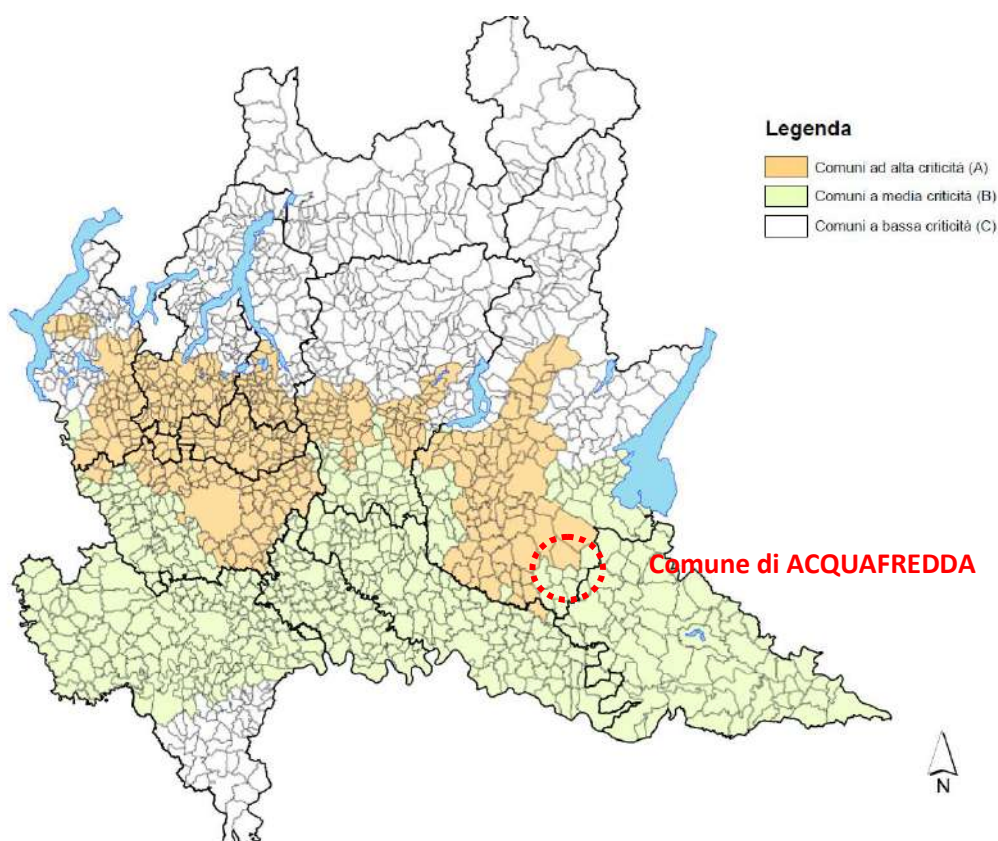 Legenda
Comuni ad alta criticità (A)
Comuni a media criticità (B)
Comuni a bassa criticità (C)
Comune di ACQUAFREDDA
N